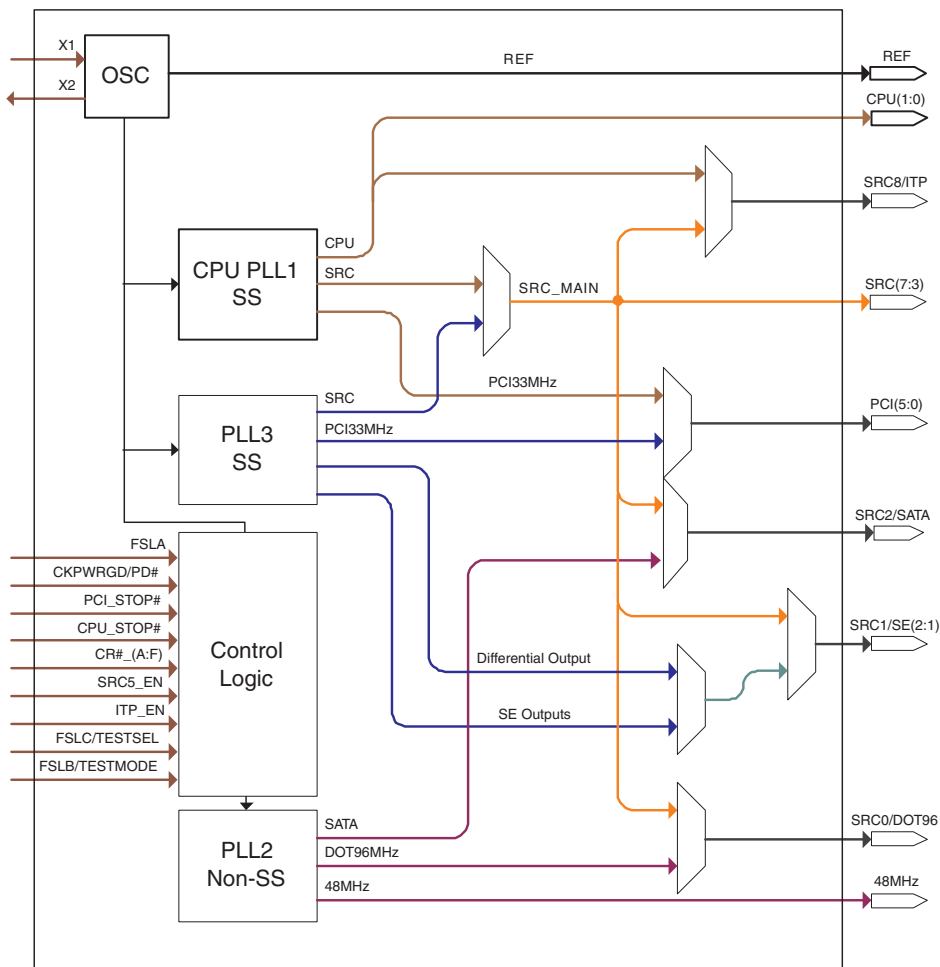 X1
X2
OSC
REF
REF
CPU(1:0)
SRC8/ITP
CPU
CPU PLL1
SS
SRC
SRC_MAIN
SRC(7:3)
PCI33MHz
PCI(5:0)
SRC
PLL3
SS
PCI33MHz
SRC2/SATA
FSLA
CKPWRGD/PD#
PCI_STOP#
CPU_STOP#
CR#_(A:F)
SRC5_EN
ITP_EN
FSLC/TESTSEL
FSLB/TESTMODE
Control
Logic
Differential Output
SE Outputs
SRC1/SE(2:1)
SATA
PLL2
Non-SS
DOT96MHz
48MHz
SRC0/DOT96
48MHz